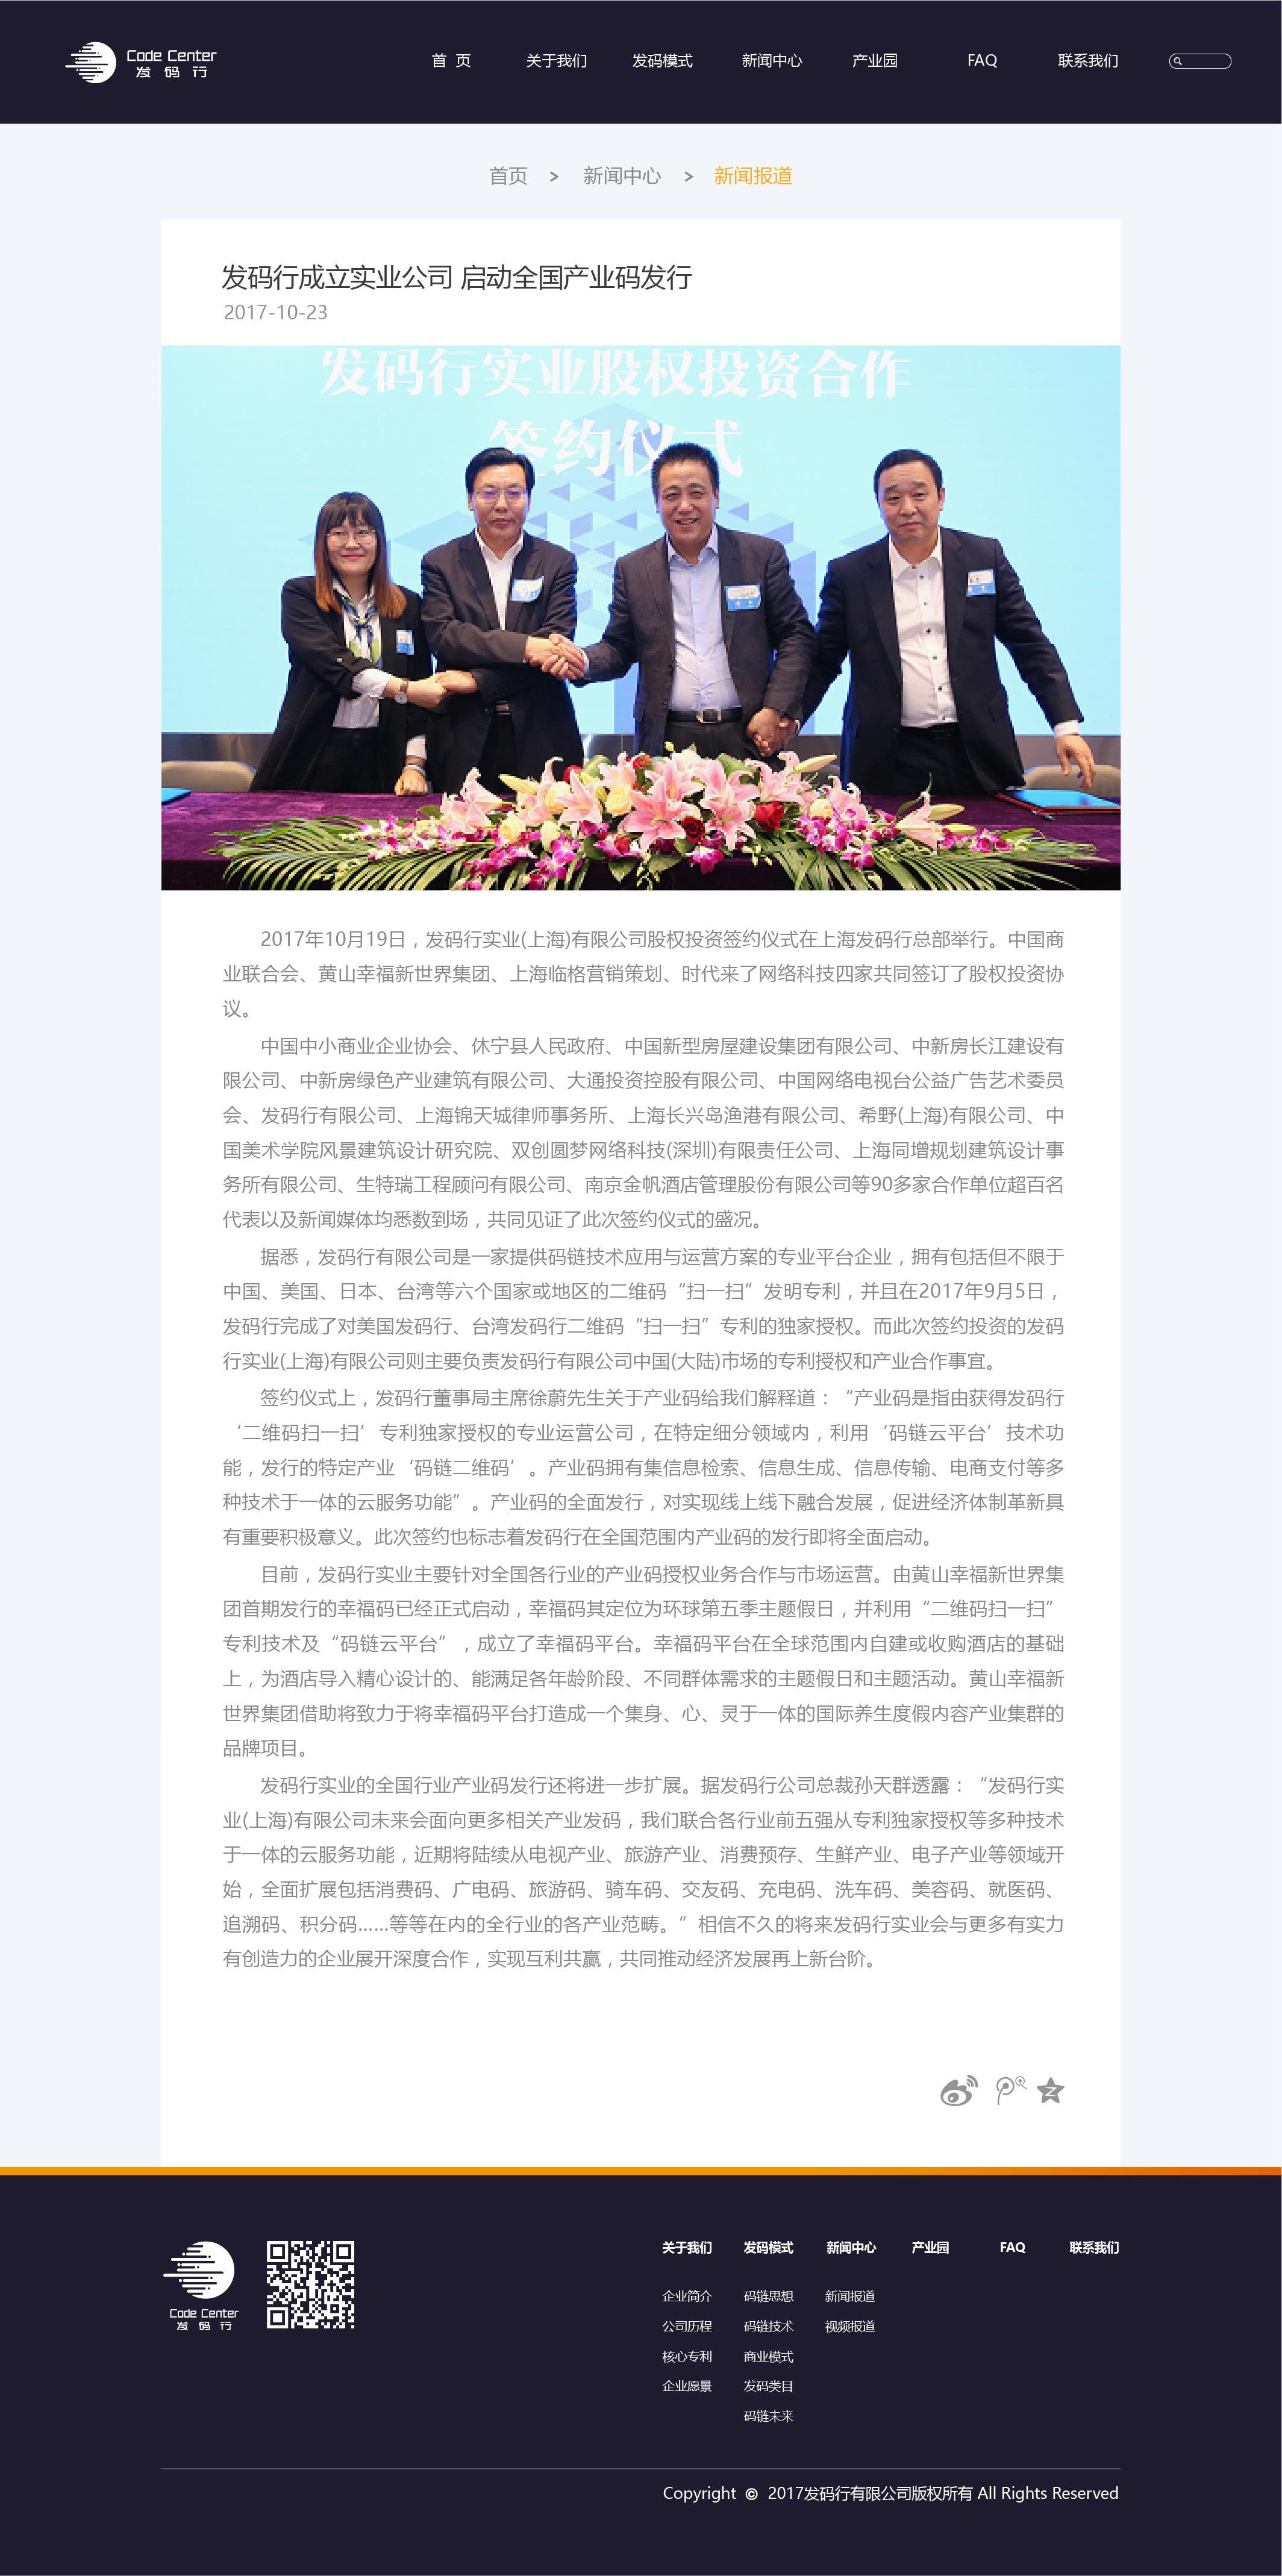 Code Center
发码行
首 页 关于我们 发码模式 新闻中心 产业园 FAQ 联系我们
首页 > 新闻中心 > 新闻报道
发码行成立实业公司 启动全国产业码发行
2017-10-23
发码行实业股权投资合作
签约仪式
2017年10月19日，发码行实业(上海)有限公司股权投资签约仪式在上海发码行总部举行。中国商
业联合会、黄山幸福新世界集团、上海临格营销策划、时代来了网络科技四家共同签订了股权投资协
议。
中国中小商业企业协会、休宁县人民政府、中国新型房屋建设集团有限公司、中新房长江建设有
限公司、中新房绿色产业建筑有限公司、大通投资控股有限公司、中国网络电视台公益广告艺术委员
会、发码行有限公司、上海锦天城律师事务所、上海长兴岛渔港有限公司、希野(上海)有限公司、中
国美术学院风景建筑设计研究院、双创圆梦网络科技(深圳)有限责任公司、上海同增规划建筑设计事
务所有限公司、生特瑞工程顾问有限公司、南京金帆酒店管理股份有限公司等90多家合作单位超百名
代表以及新闻媒体均悉数到场，共同见证了此次签约仪式的盛况。
据悉，发码行有限公司是一家提供码链技术应用与运营方案的专业平台企业，拥有包括但不限于
中国、美国、日本、台湾等六个国家或地区的二维码“扫一扫”发明专利，并且在2017年9月5日，
发码行完成了对美国发码行、台湾发码行二维码“扫一扫”专利的独家授权。而此次签约投资的发码
行实业(上海)有限公司则主要负责发码行有限公司中国(大陆)市场的专利授权和产业合作事宜。
签约仪式上，发码行董事局主席徐蔚先生关于产业码给我们解释道：“产业码是指由获得发码行
‘二维码扫一扫’专利独家授权的专业运营公司，在特定细分领域内，利用‘码链云平台’技术功
能，发行的特定产业‘码链二维码’。产业码拥有集信息检索、信息生成、信息传输、电商支付等多
种技术于一体的云服务功能”。产业码的全面发行，对实现线上线下融合发展，促进经济体制革新具
有重要积极意义。此次签约也标志着发码行在全国范围内产业码的发行即将全面启动。
目前，发码行实业主要针对全国各行业的产业码授权业务合作与市场运营。由黄山幸福新世界集
团首期发行的幸福码已经正式启动，幸福码其定位为环球第五季主题假日，并利用“二维码扫一扫”
专利技术及“码链云平台”，成立了幸福码平台。幸福码平台在全球范围内自建或收购酒店的基础
上，为酒店导入精心设计的、能满足各年龄阶段、不同群体需求的主题假日和主题活动。黄山幸福新
世界集团借助将致力于将幸福码平台打造成一个集身、心、灵于一体的国际养生度假内容产业集群的
品牌项目。
发码行实业的全国行业产业码发行还将进一步扩展。据发码行公司总裁孙天群透露：“发码行实
业(上海)有限公司未来会面向更多相关产业发码，我们联合各行业前五强从专利独家授权等多种技术
于一体的云服务功能，近期将陆续从电视产业、旅游产业、消费预存、生鲜产业、电子产业等领域开
始，全面扩展包括消费码、广电码、旅游码、骑车码、交友码、充电码、洗车码、美容码、就医码、
追溯码、积分码……等等在内的全行业的各产业范畴。”相信不久的将来发码行实业会与更多有实力
有创造力的企业展开深度合作，实现互利共赢，共同推动经济发展再上新台阶。
Code Center
发码行
关于我们 发码模式 新闻中心 产业园 FAQ 联系我们
企业简介 码链思想 新闻报道
公司历程 码链技术 视频报道
核心专利 商业模式
企业愿景 发码类目
码链未来
Copyright © 2017发码行有限公司版权所有 All Rights Reserved